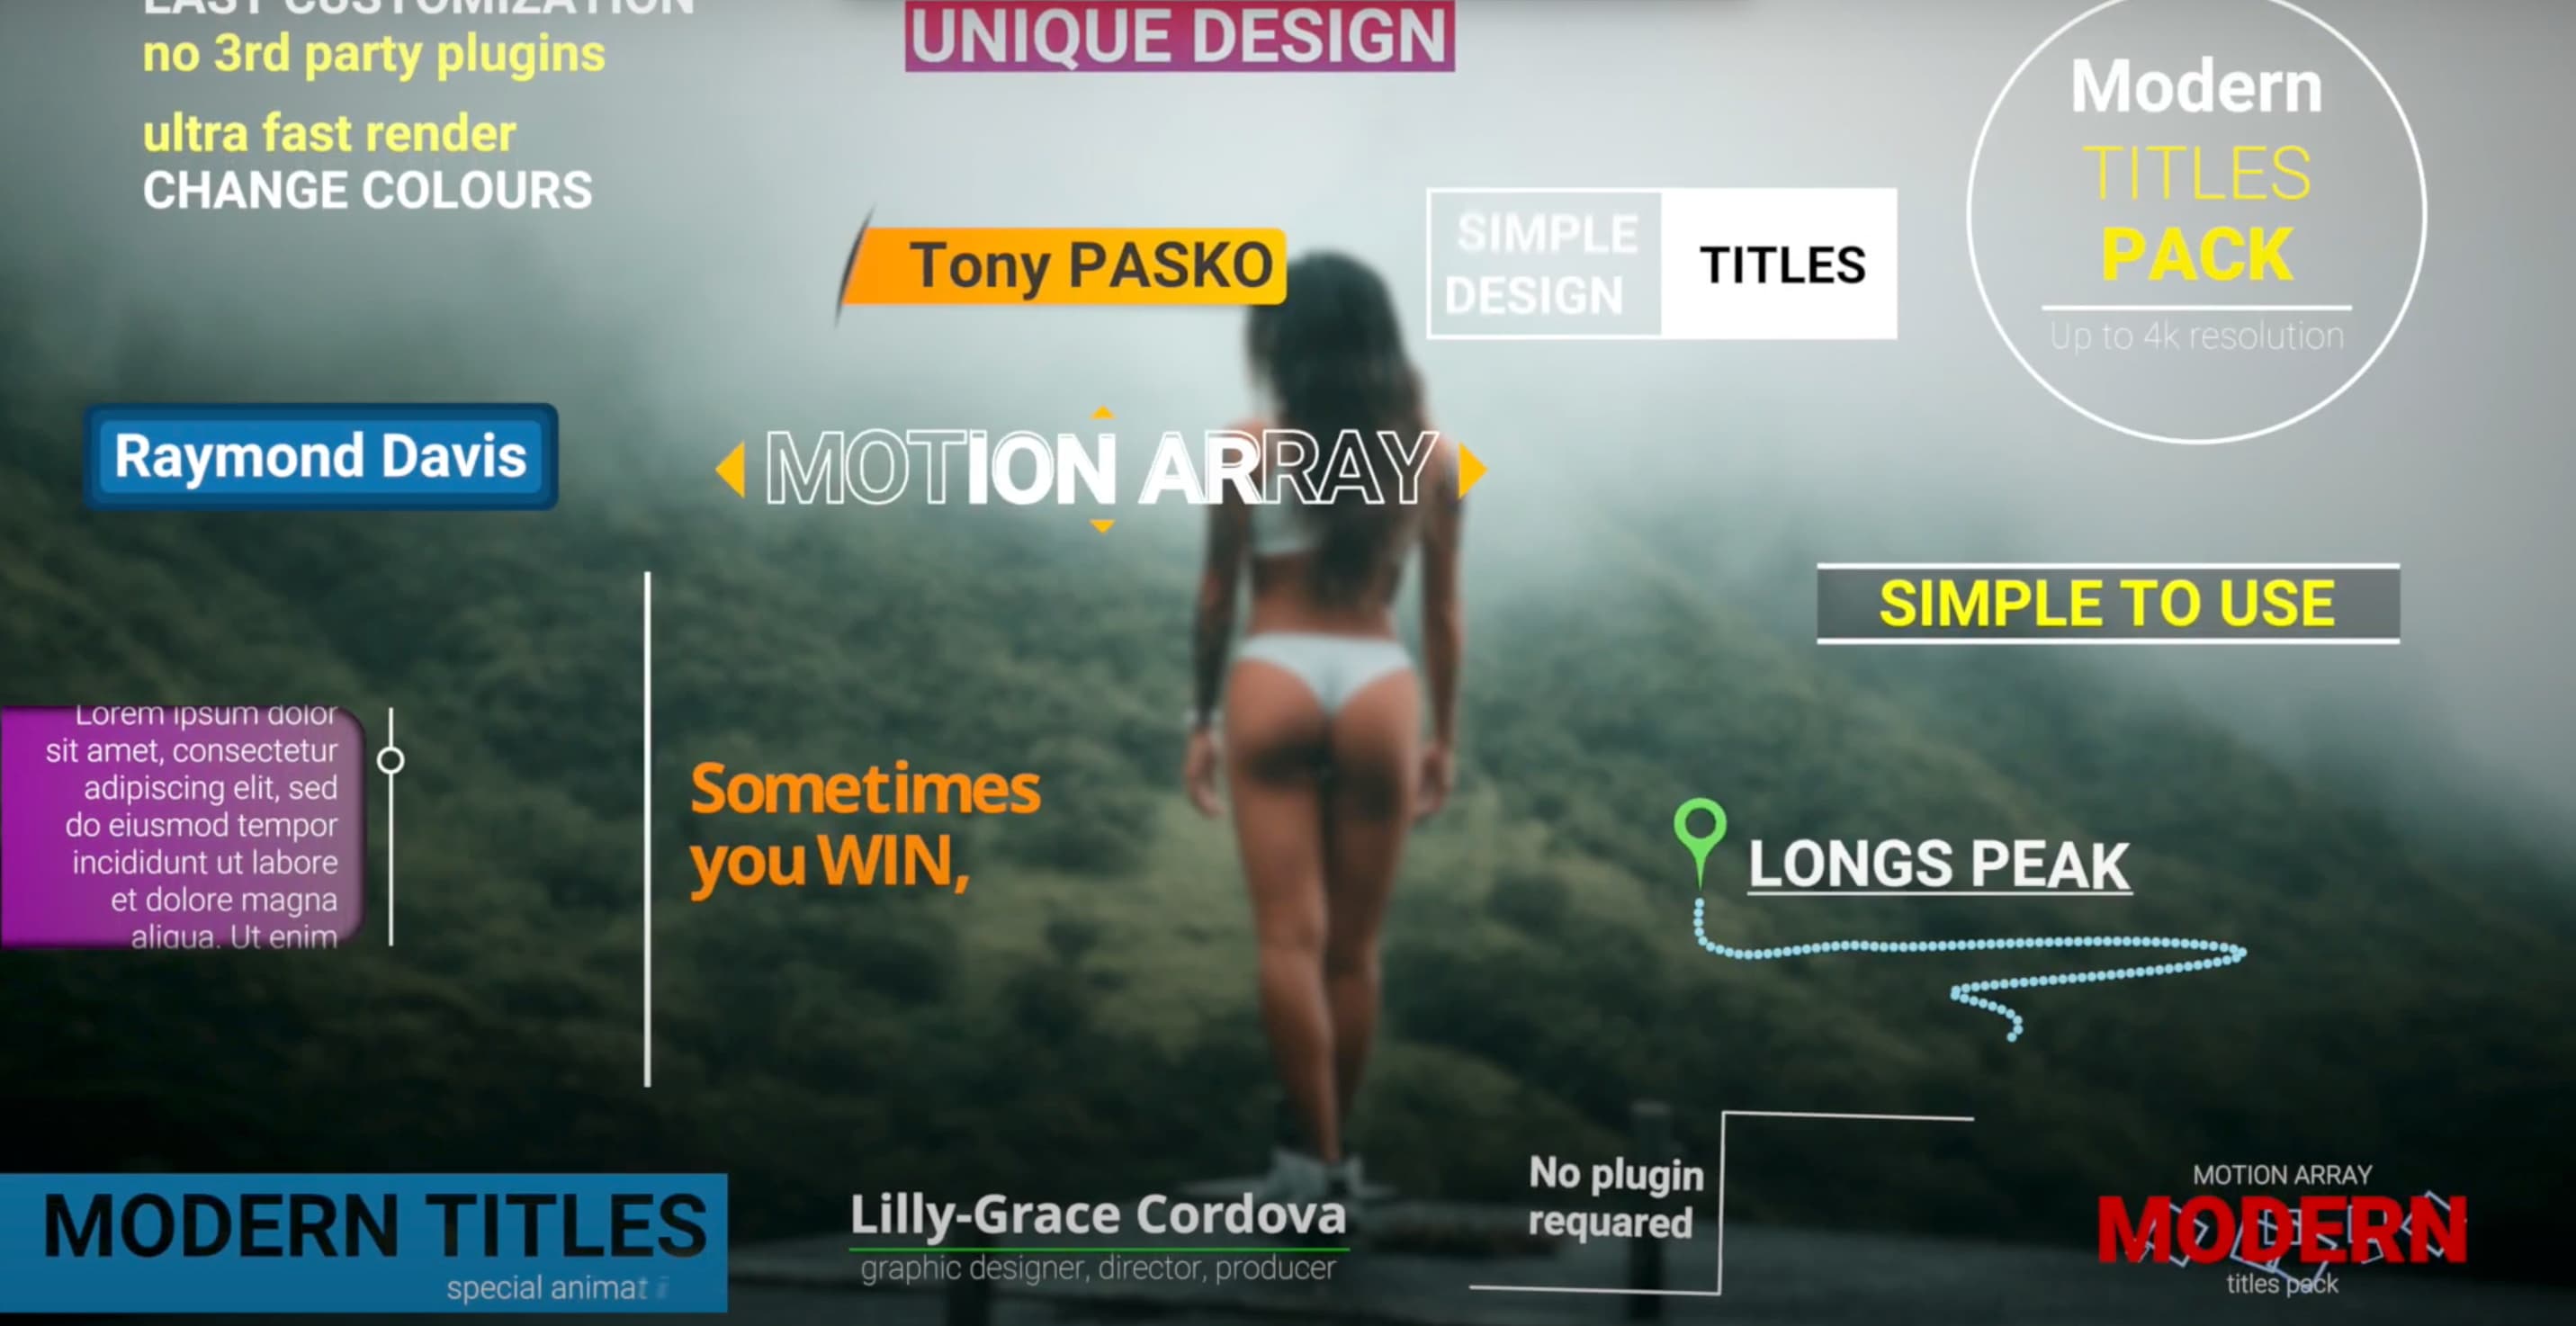 EASY CUSTOMIZATION
no 3rd party plugins
ultra fast render
CHANGE COLOURS
UNIQUE DESIGN
Modern
TITLES
PACK
Up to 4k resolution
Tony PASKO
SIMPLE
DESIGN
TITLES
Raymond Davis
MOTION ARRAY
SIMPLE TO USE
Lorem ipsum dolor
sit amet, consectetur
adipiscing elit, sed
do eiusmod tempor
incididunt ut labore
et dolore magna
aliqua. Ut enim
Sometimes
you WIN,
LONGS PEAK
MODERN TITLES
special animati
Lilly-Grace Cordova
graphic designer, director, producer
No plugin
requared
MOTION ARRAY
MODERN
titles pack